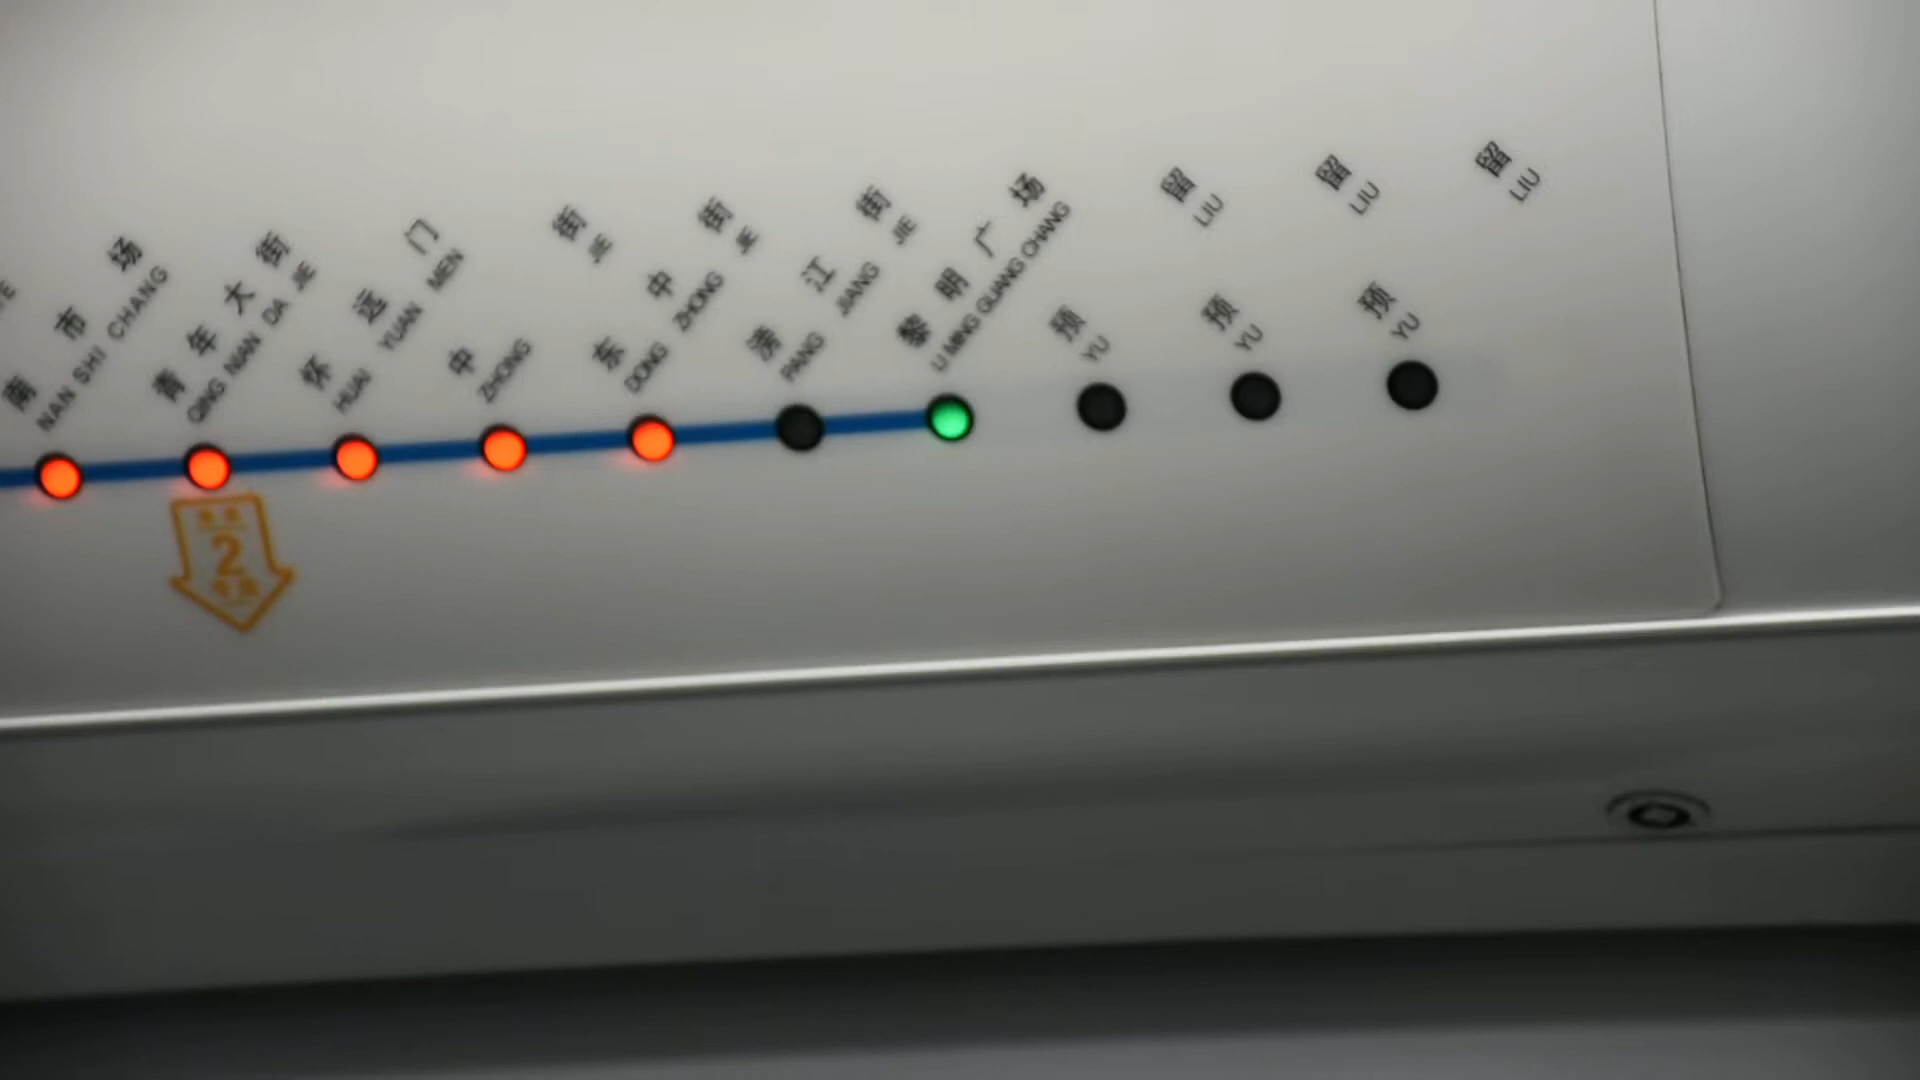 南市场
NAN SHI CHANG
青年大街
QING NIAN DA JIE
怀远门
HUAI YUAN MEN
中街
ZHONG JIE
东中街
DONG ZHONG JIE
滂江街
PANG JIANG JIE
黎明广场
LI MING GUANG CHANG
预留
YU LIU
预留
YU LIU
预留
YU LIU
2
号线